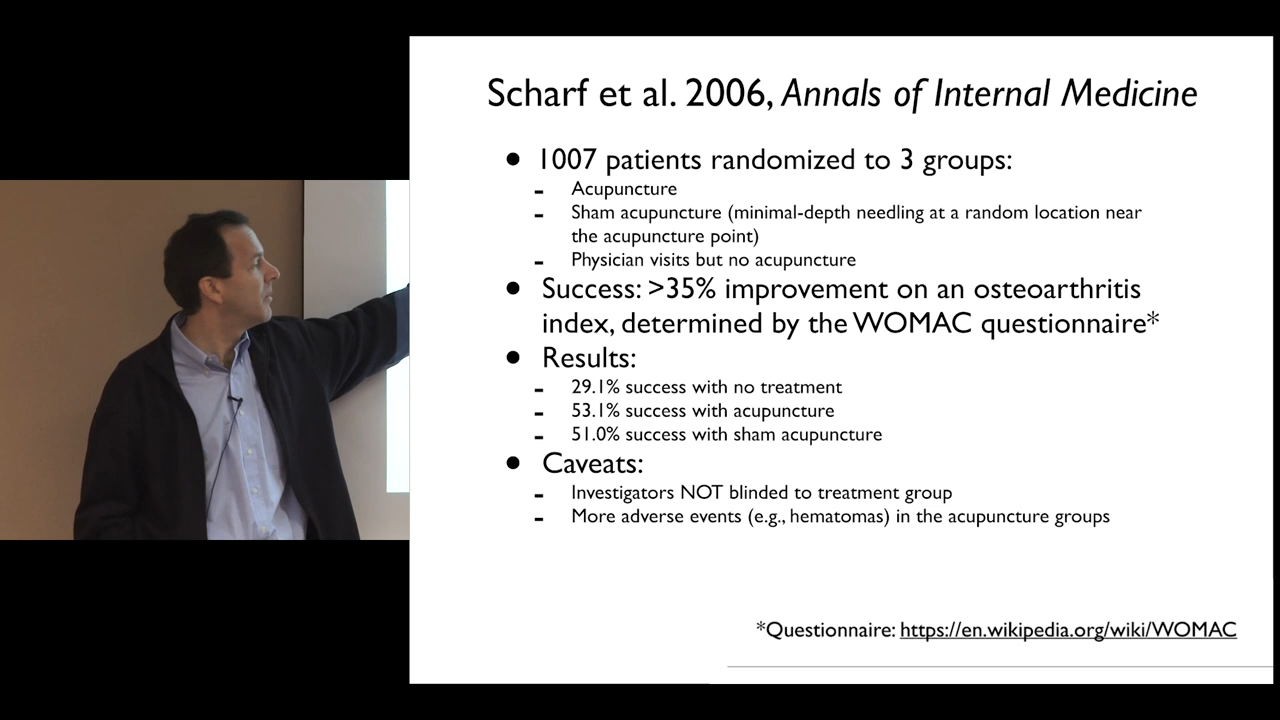 Scharf et al. 2006, Annals of Internal Medicine
• 1007 patients randomized to 3 groups:
- Acupuncture
- Sham acupuncture (minimal-depth needling at a random location near
the acupuncture point)
- Physician visits but no acupuncture
• Success: >35% improvement on an osteoarthritis
index, determined by the WOMAC questionnaire*
• Results:
- 29.1% success with no treatment
- 53.1% success with acupuncture
- 51.0% success with sham acupuncture
• Caveats:
- Investigators NOT blinded to treatment group
- More adverse events (e.g., hematomas) in the acupuncture groups
*Questionnaire: https://en.wikipedia.org/wiki/WOMAC